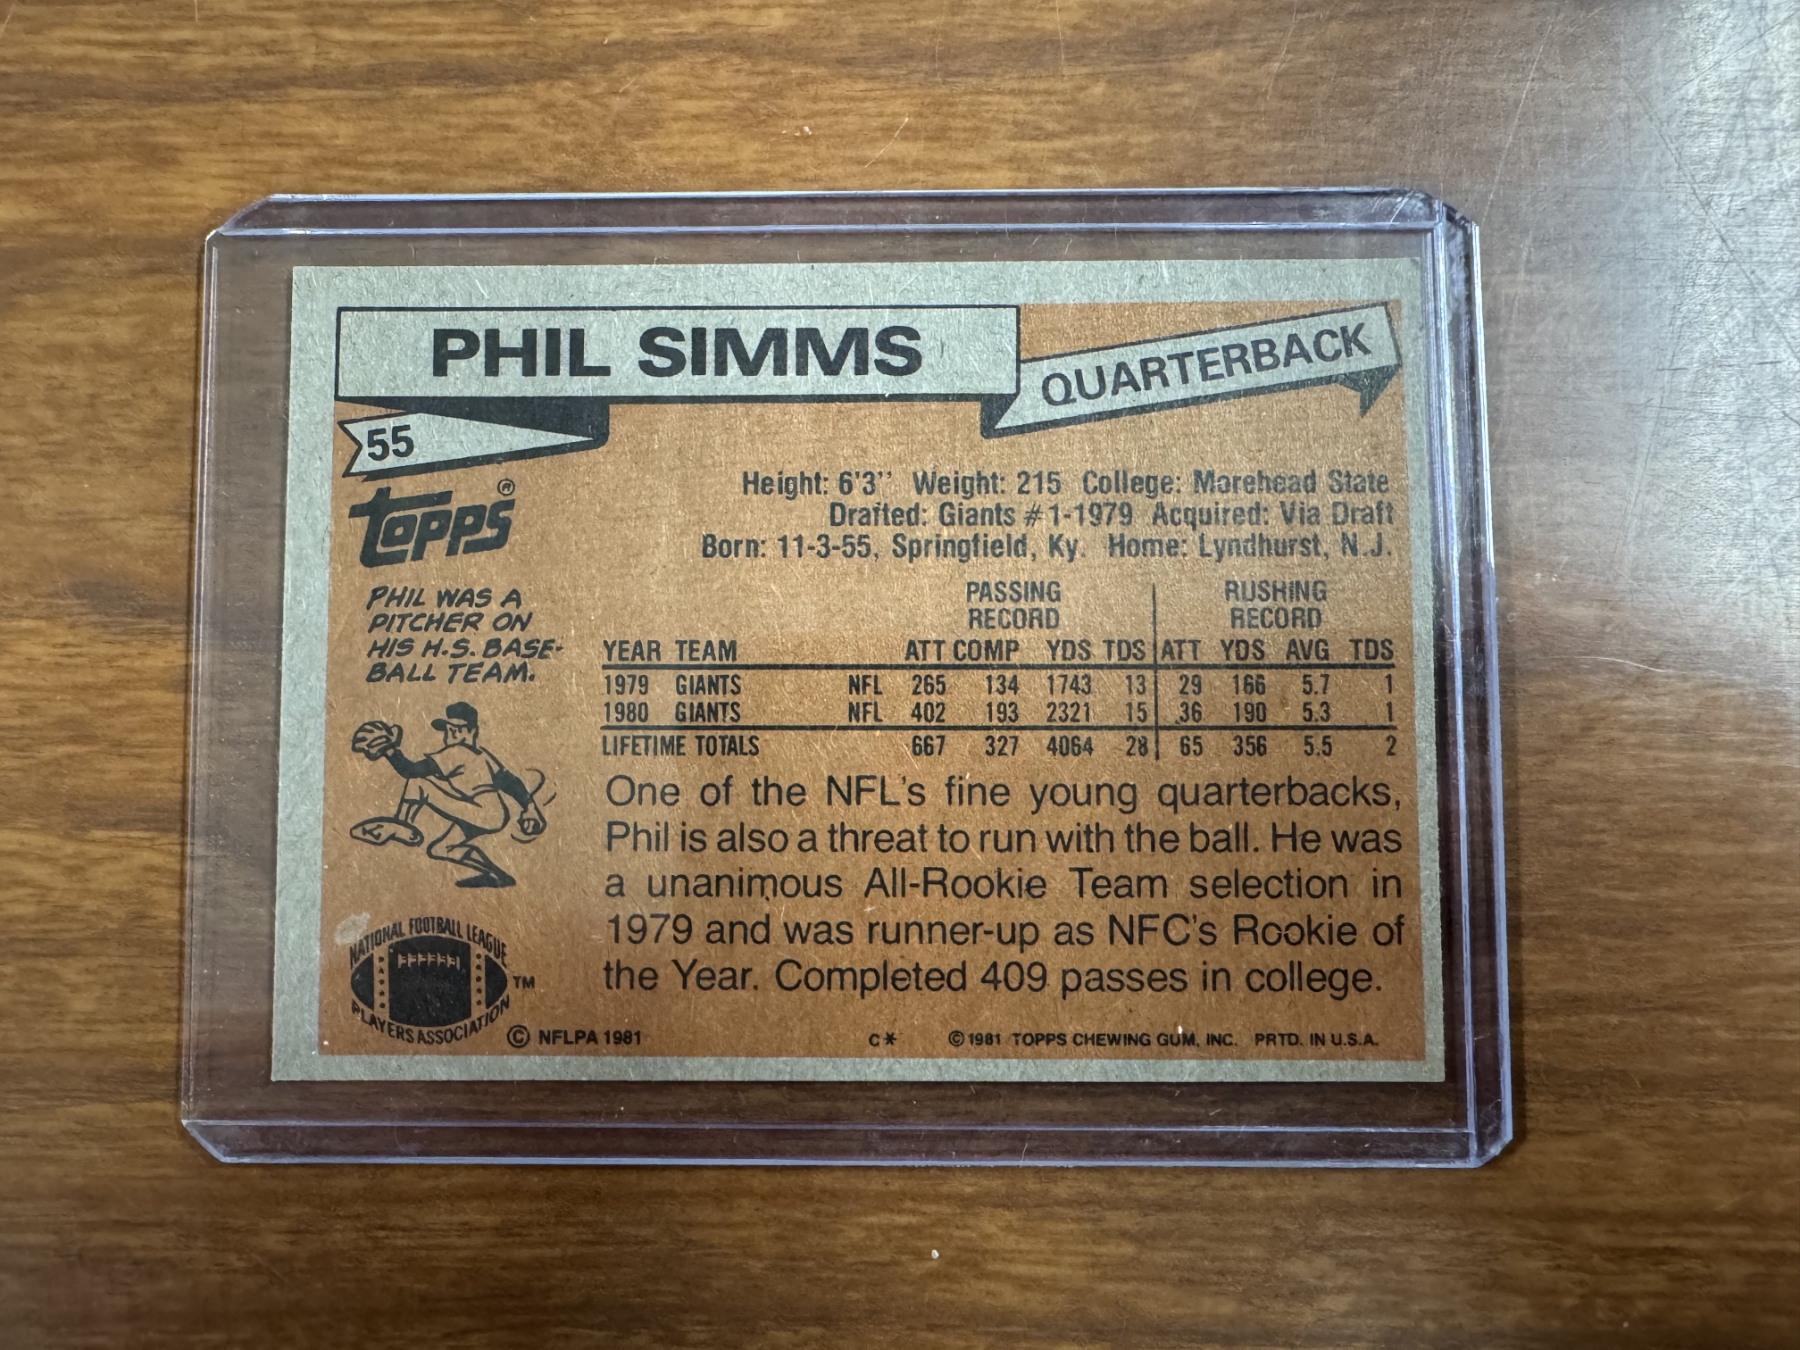 PHIL SIMMS
QUARTERBACK
55
topps®
Height: 6'3'' Weight: 215 College: Morehead State
Drafted: Giants #1-1979 Acquired: Via Draft
Born: 11-3-55, Springfield, Ky. Home: Lyndhurst, N.J.
PHIL WAS A
PITCHER ON
HIS H.S. BASE-
BALL TEAM.
PASSING RUSHING
RECORD RECORD
YEAR TEAM ATT COMP YDS TDS ATT YDS AVG TDS
1979 GIANTS NFL 265 134 1743 13 29 166 5.7 1
1980 GIANTS NFL 402 193 2321 15 36 190 5.3 1
LIFETIME TOTALS 667 327 4064 28 65 356 5.5 2
One of the NFL's fine young quarterbacks,
Phil is also a threat to run with the ball. He was
a unanimous All-Rookie Team selection in
1979 and was runner-up as NFC's Rookie of
the Year. Completed 409 passes in college.
NATIONAL FOOTBALL LEAGUE
PLAYERS ASSOCIATION
™
© NFLPA 1981 C* ©1981 TOPPS CHEWING GUM, INC. PRTD. IN U.S.A.